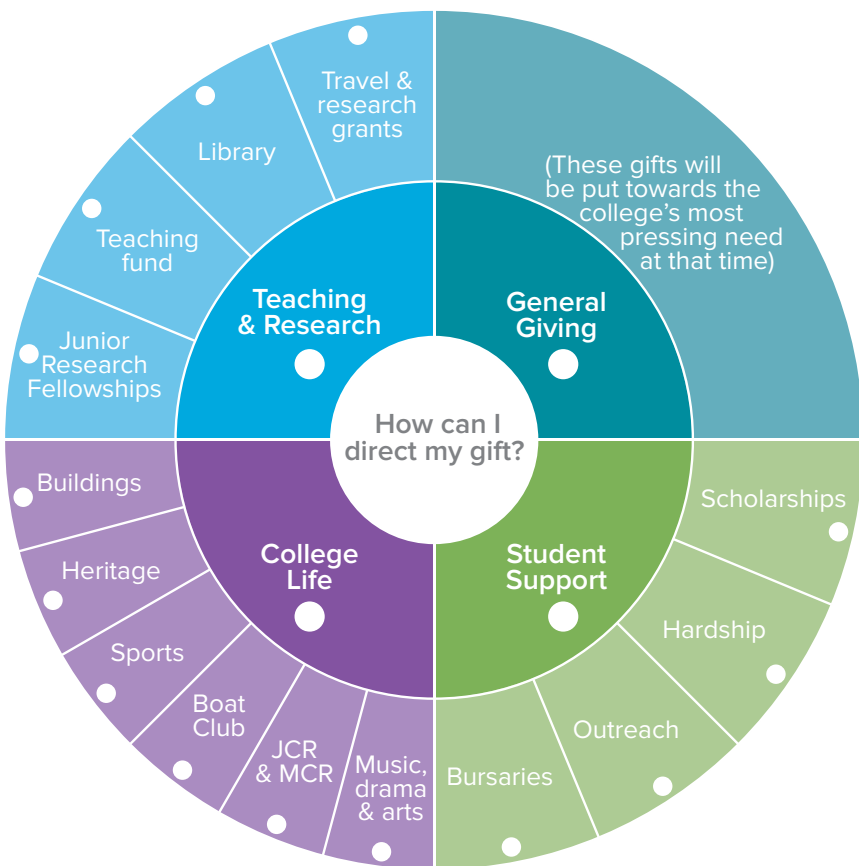 How can I
direct my gift?
Teaching
& Research
Junior
Research
Fellowships
Teaching
fund
Library
Travel &
research
grants
General
Giving
(These gifts will
be put towards the
college’s most
pressing need
at that time)
Student
Support
Scholarships
Hardship
Outreach
Bursaries
College
Life
Music,
drama
& arts
JCR
& MCR
Boat
Club
Sports
Heritage
Buildings